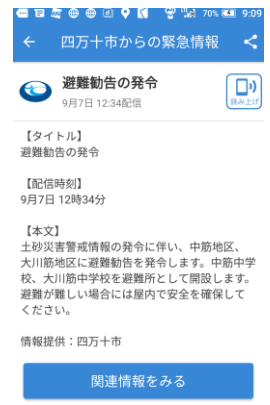 70% 9:09
四万十市からの緊急情報
避難勧告の発令
9月7日 12:34配信
読み上げ
【タイトル】
避難勧告の発令
【配信時刻】
9月7日 12時34分
【本文】
土砂災害警戒情報の発令に伴い、中筋地区、
大川筋地区に避難勧告を発令します。中筋中学
校、大川筋中学校を避難所として開設します。
避難が難しい場合には屋内で安全を確保して
ください。
情報提供：四万十市
関連情報をみる